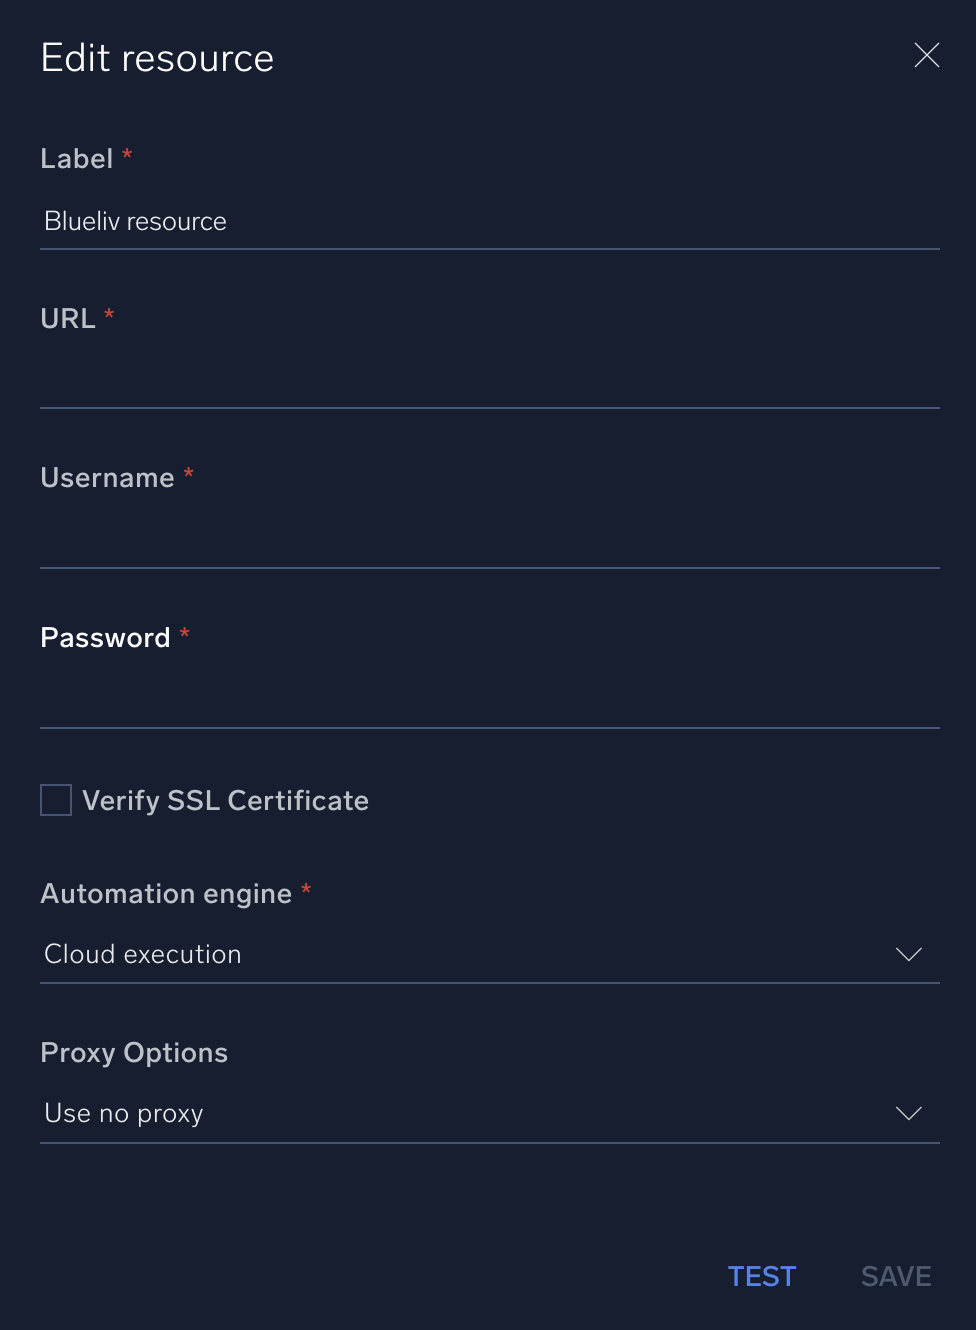 Edit resource
Label *
Blueliv resource
URL *
Username *
Password *
Verify SSL Certificate
Automation engine *
Cloud execution
Proxy Options
Use no proxy
TEST SAVE